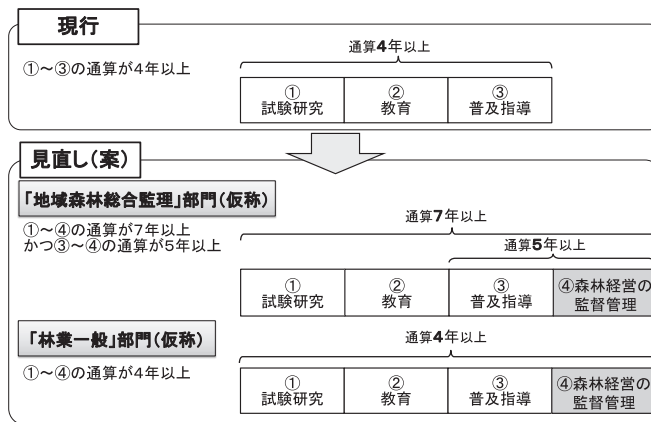 現行
①～③の通算が4年以上
通算4年以上
①
試験研究
②
教育
③
普及指導
見直し(案)
「地域森林総合監理」部門(仮称)
①～④の通算が7年以上
かつ③～④の通算が5年以上
通算7年以上
通算5年以上
①
試験研究
②
教育
③
普及指導
④森林経営の
監督管理
「林業一般」部門(仮称)
①～④の通算が4年以上
通算4年以上
①
試験研究
②
教育
③
普及指導
④森林経営の
監督管理